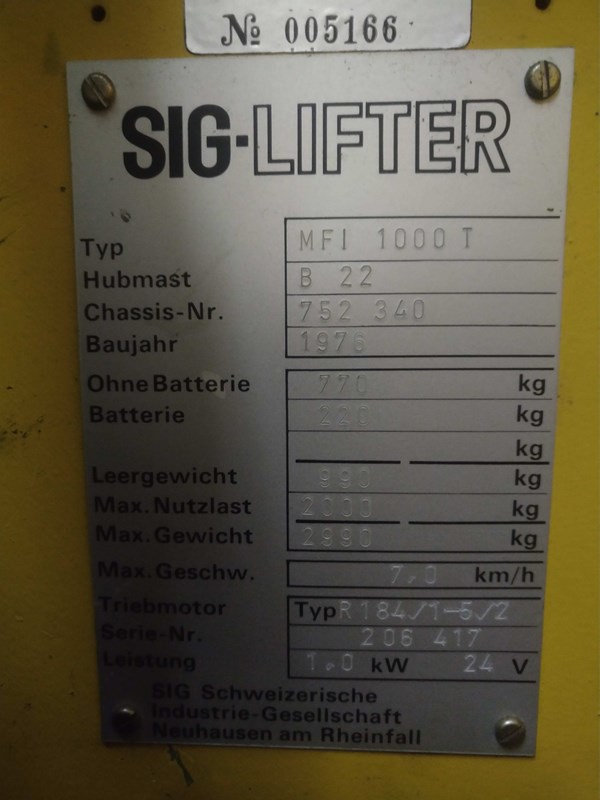 № 005166
SIG-LIFTER
Typ MFI 1000 T
Hubmast B 22
Chassis-Nr. 752 340
Baujahr
Ohne Batterie 770 kg
Batterie 220 kg
kg
Leergewicht 990 kg
Max. Nutzlast 2000 kg
Max. Gewicht 2990 kg
Max. Geschw. 7,0 km/h
Triebmotor Typ R184/1-5/2
Serie-Nr. 206 417
Leistung 1,0 kW 24 V
SIG Schweizerische
Industrie-Gesellschaft
Neuhausen am Rheinfall